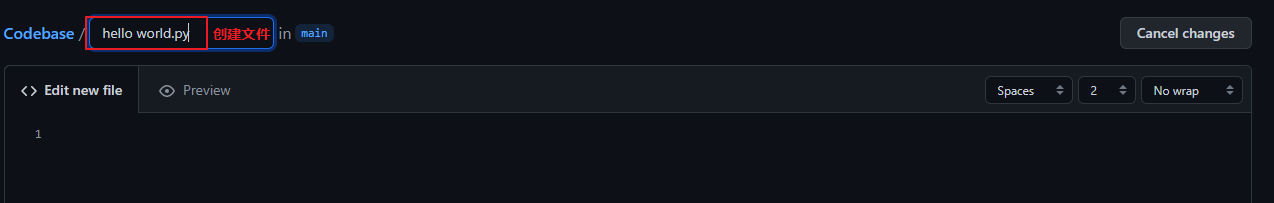 Codebase / hello world.py 创建文件 in main Cancel changes
Edit new file Preview Spaces 2 No wrap
1